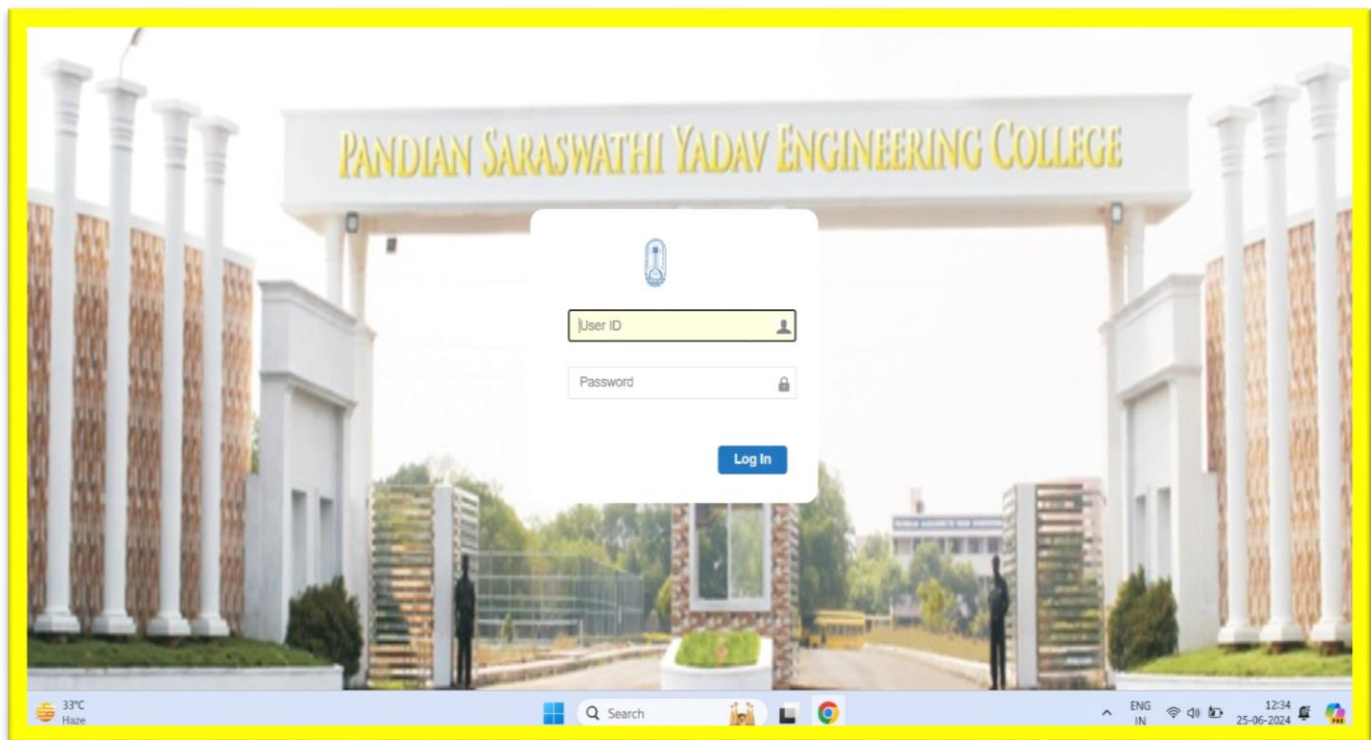 PANDIAN SARASWATHI YADAV ENGINEERING COLLEGE
User ID
Password
Log In
33°C
Haze
Search
ENG
IN
12:34
25-06-2024
PRE